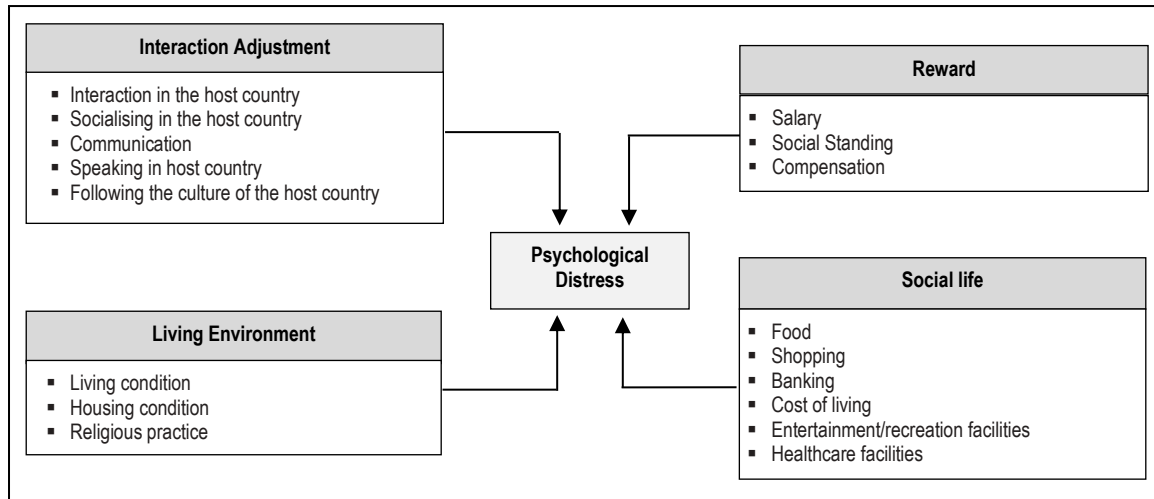 Interaction Adjustment
▪ Interaction in the host country
▪ Socialising in the host country
▪ Communication
▪ Speaking in host country
▪ Following the culture of the host country
Reward
▪ Salary
▪ Social Standing
▪ Compensation
Psychological
Distress
Living Environment
▪ Living condition
▪ Housing condition
▪ Religious practice
Social life
▪ Food
▪ Shopping
▪ Banking
▪ Cost of living
▪ Entertainment/recreation facilities
▪ Healthcare facilities